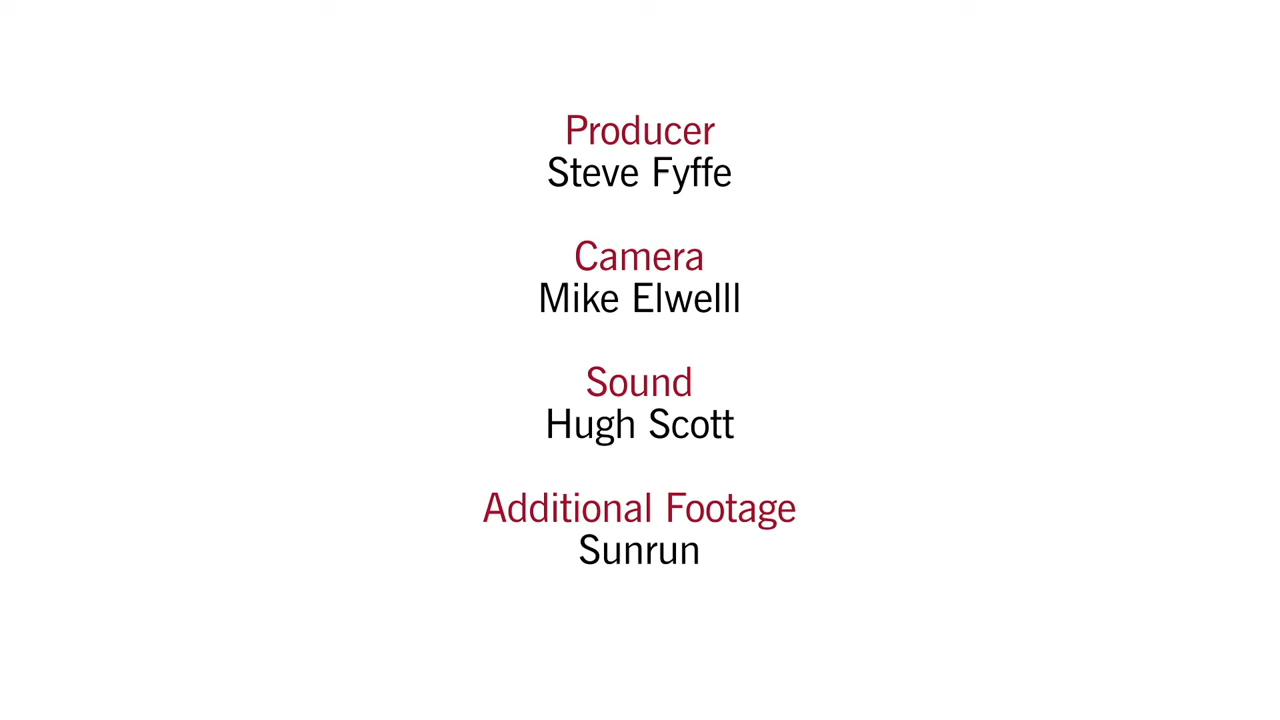 Producer
Steve Fyffe
Camera
Mike Elwelll
Sound
Hugh Scott
Additional Footage
Sunrun